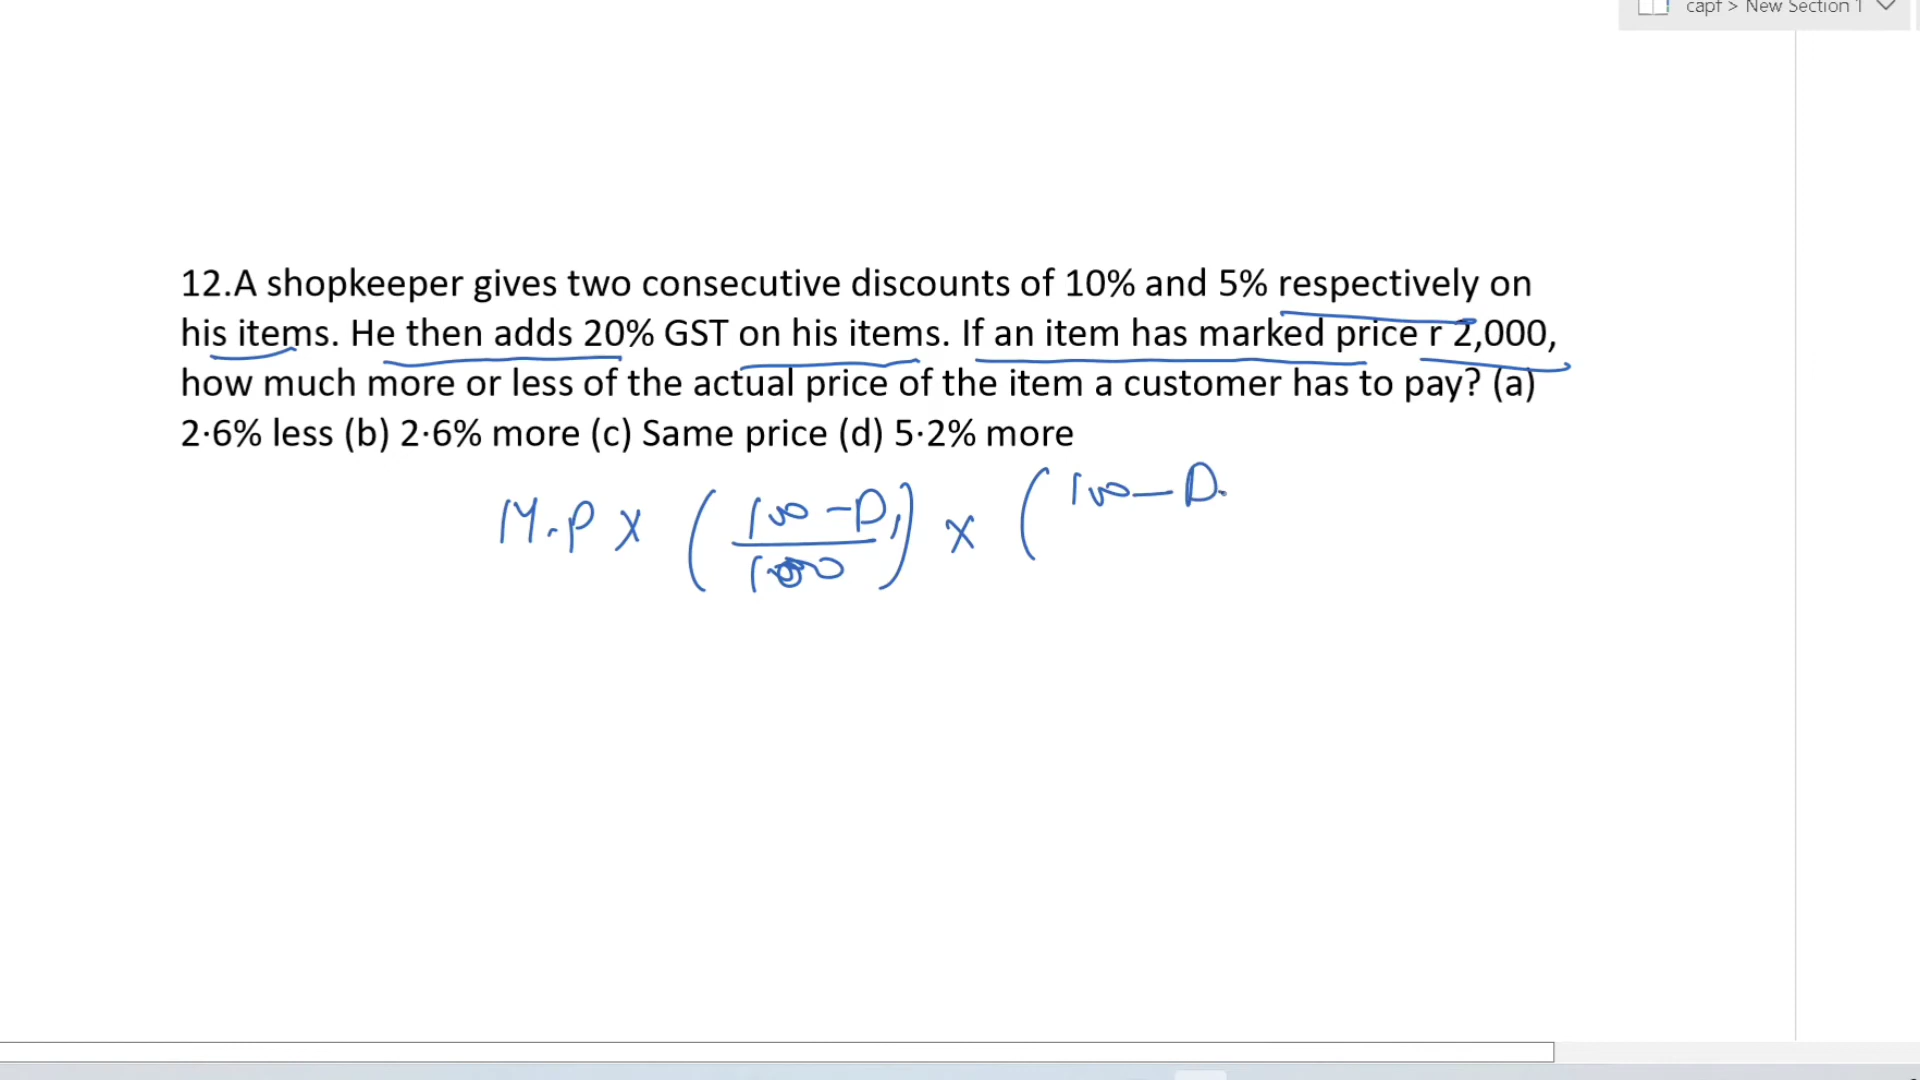 capf > New Section 1
12.A shopkeeper gives two consecutive discounts of 10% and 5% respectively on
his items. He then adds 20% GST on his items. If an item has marked price r 2,000,
how much more or less of the actual price of the item a customer has to pay? (a)
2·6% less (b) 2·6% more (c) Same price (d) 5·2% more
M.P x ( 100 - D1 ) x ( 100 - D
100